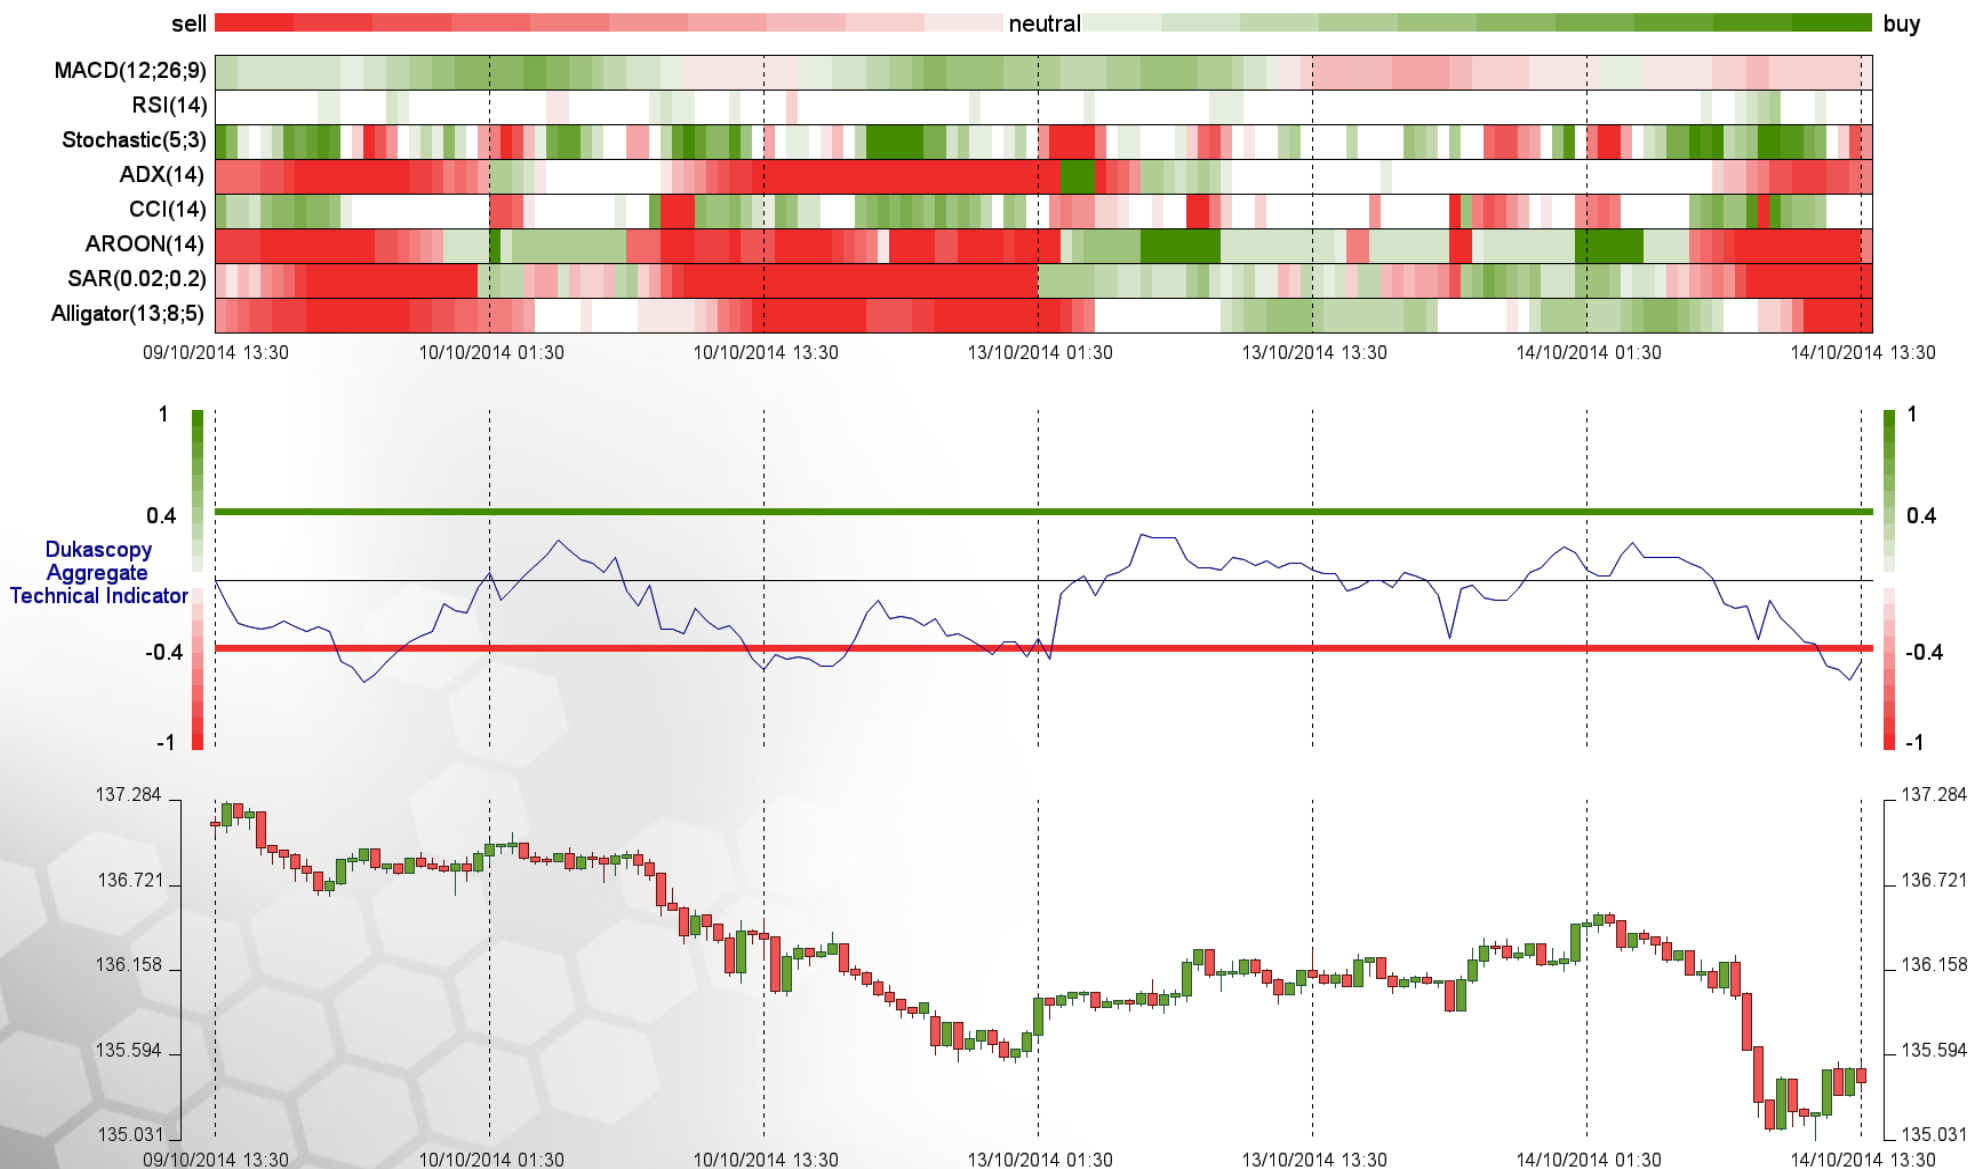 sell neutral buy
MACD(12;26;9)
RSI(14)
Stochastic(5;3)
ADX(14)
CCI(14)
AROON(14)
SAR(0.02;0.2)
Alligator(13;8;5)
09/10/2014 13:30 10/10/2014 01:30 10/10/2014 13:30 13/10/2014 01:30 13/10/2014 13:30 14/10/2014 01:30 14/10/2014 13:30
1 1
0.4 0.4
Dukascopy
Aggregate
Technical Indicator
-0.4 -0.4
-1 -1
137.284 137.284
136.721 136.721
136.158 136.158
135.594 135.594
135.031 135.031
09/10/2014 13:30 10/10/2014 01:30 10/10/2014 13:30 13/10/2014 01:30 13/10/2014 13:30 14/10/2014 01:30 14/10/2014 13:30